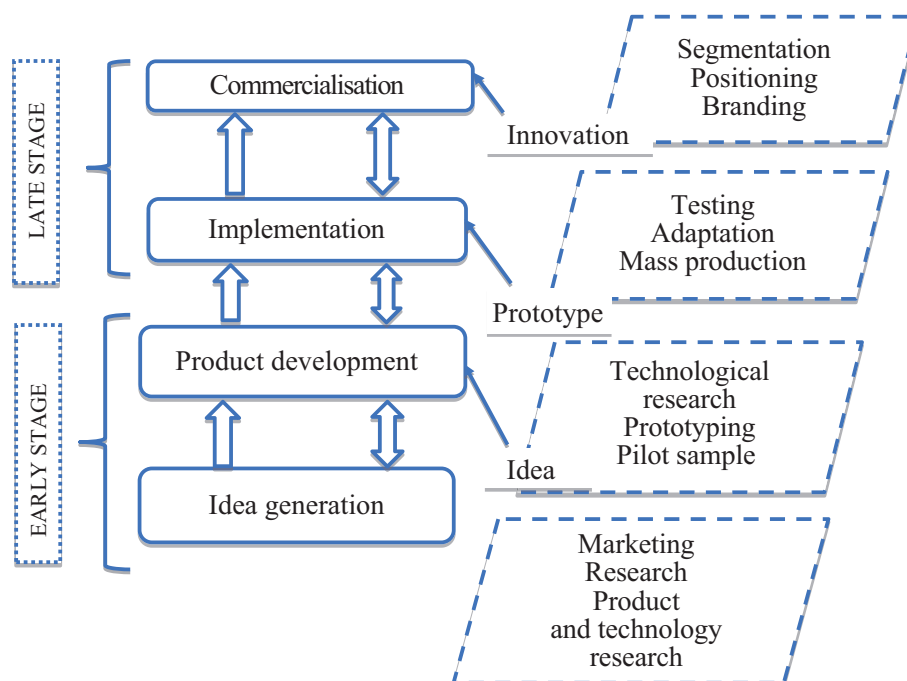 LATE STAGE
Commercialisation
Segmentation
Positioning
Branding
Innovation
Implementation
Testing
Adaptation
Mass production
Prototype
EARLY STAGE
Product development
Technological
research
Prototyping
Pilot sample
Idea
Idea generation
Marketing
Research
Product
and technology
research